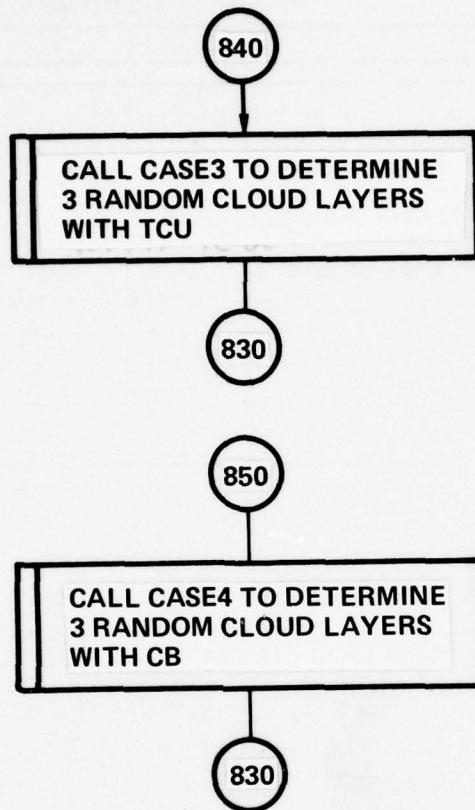 840
CALL CASE3 TO DETERMINE
3 RANDOM CLOUD LAYERS
WITH TCU
830
850
CALL CASE4 TO DETERMINE
3 RANDOM CLOUD LAYERS
WITH CB
830